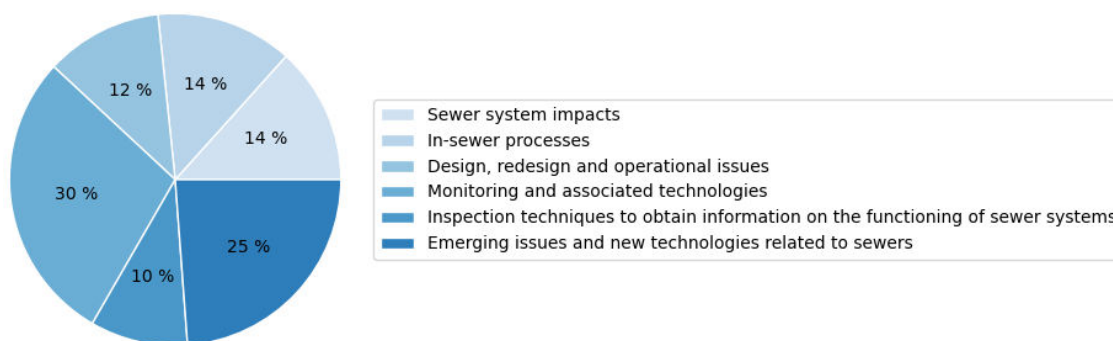 14 %
12 %
14 %
30 %
10 %
25 %
Sewer system impacts
In-sewer processes
Design, redesign and operational issues
Monitoring and associated technologies
Inspection techniques to obtain information on the functioning of sewer systems
Emerging issues and new technologies related to sewers